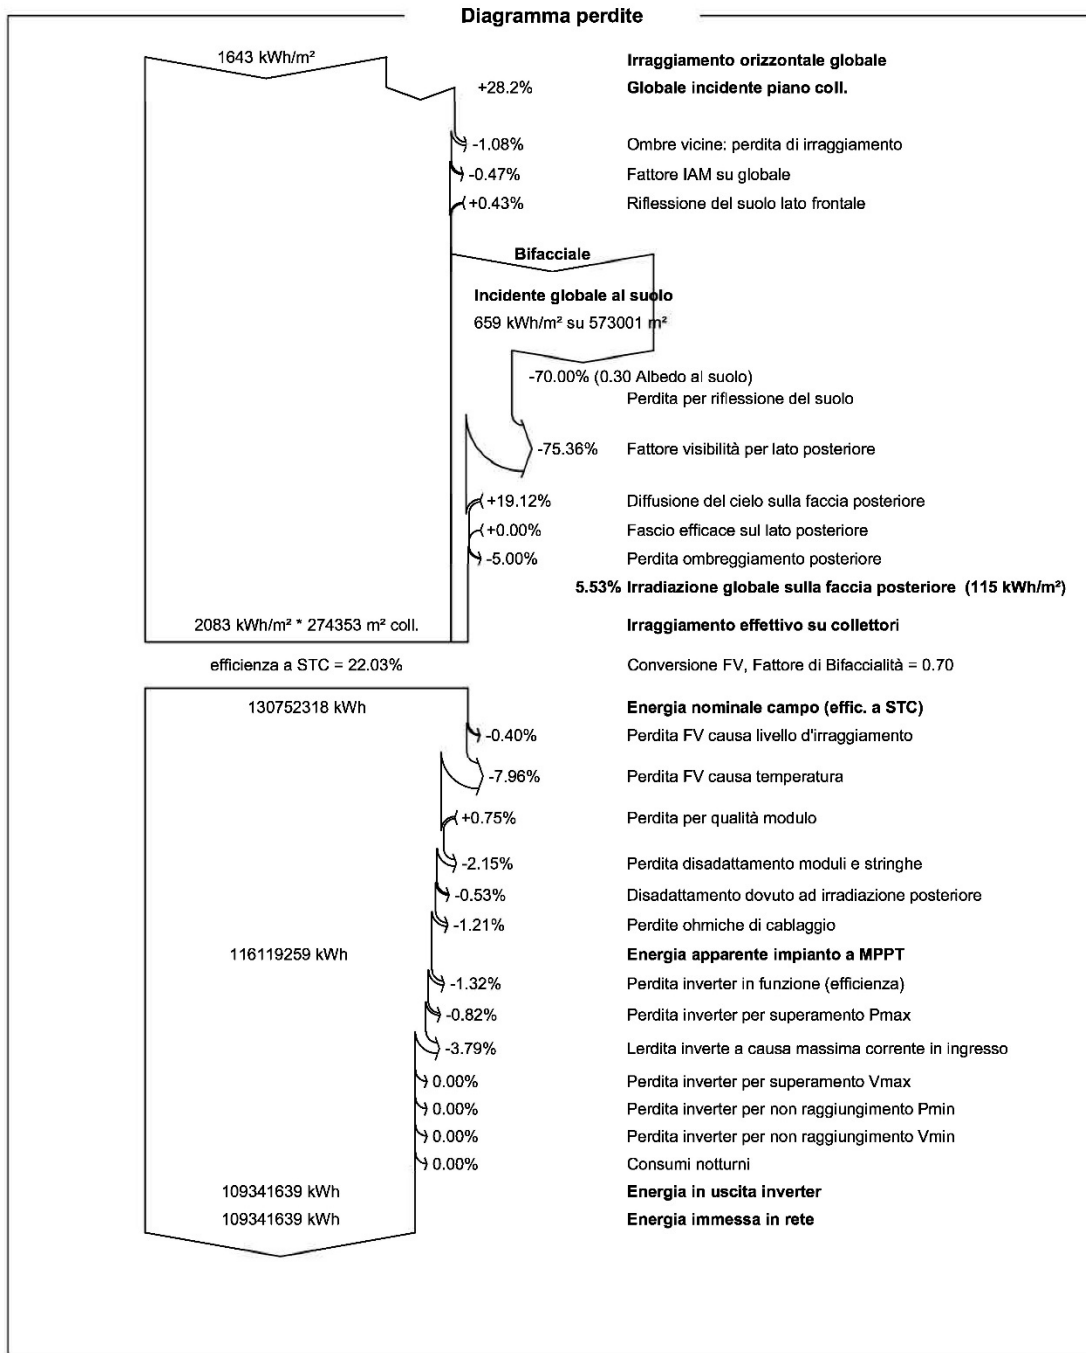 Diagramma perdite
1643 kWh/m²
Irraggiamento orizzontale globale
+28.2%
Globale incidente piano coll.
-1.08%
Ombre vicine: perdita di irraggiamento
-0.47%
Fattore IAM su globale
+0.43%
Riflessione del suolo lato frontale
Bifacciale
Incidente globale al suolo
659 kWh/m² su 573001 m²
-70.00% (0.30 Albedo al suolo)
Perdita per riflessione del suolo
-75.36%
Fattore visibilità per lato posteriore
+19.12%
Diffusione del cielo sulla faccia posteriore
+0.00%
Fascio efficace sul lato posteriore
-5.00%
Perdita ombreggiamento posteriore
5.53% Irradiazione globale sulla faccia posteriore (115 kWh/m²)
2083 kWh/m² * 274353 m² coll.
Irraggiamento effettivo su collettori
efficienza a STC = 22.03%
Conversione FV, Fattore di Bifaccialità = 0.70
130752318 kWh
Energia nominale campo (effic. a STC)
-0.40%
Perdita FV causa livello d'irraggiamento
-7.96%
Perdita FV causa temperatura
+0.75%
Perdita per qualità modulo
-2.15%
Perdita disadattamento moduli e stringhe
-0.53%
Disadattamento dovuto ad irradiazione posteriore
-1.21%
Perdite ohmiche di cablaggio
116119259 kWh
Energia apparente impianto a MPPT
-1.32%
Perdita inverter in funzione (efficienza)
-0.82%
Perdita inverter per superamento Pmax
-3.79%
Lerdita inverte a causa massima corrente in ingresso
0.00%
Perdita inverter per superamento Vmax
0.00%
Perdita inverter per non raggiungimento Pmin
0.00%
Perdita inverter per non raggiungimento Vmin
0.00%
Consumi notturni
109341639 kWh
Energia in uscita inverter
109341639 kWh
Energia immessa in rete